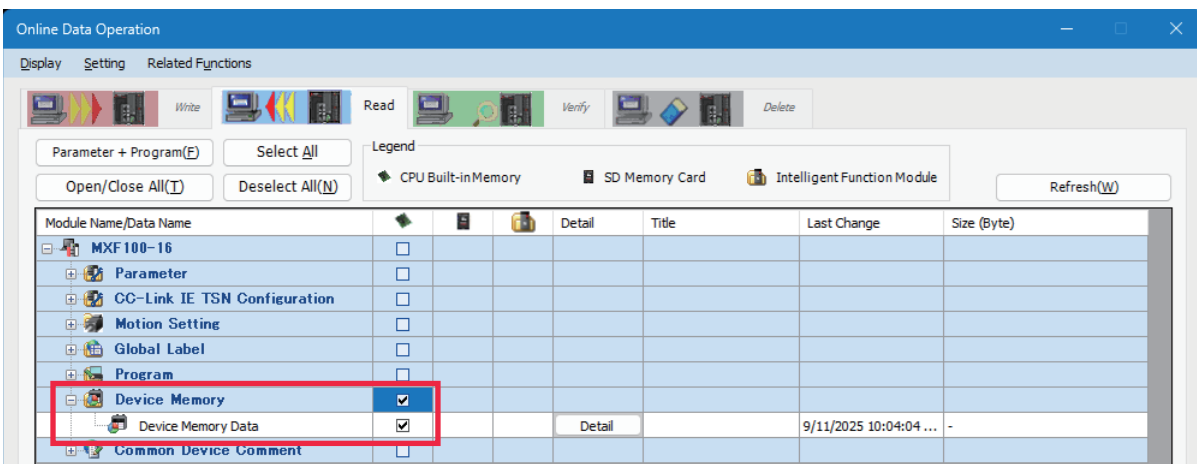 Online Data Operation
Display Setting Related Functions
Write Read Verify Delete
Parameter + Program(F) Select All Legend
CPU Built-in Memory SD Memory Card Intelligent Function Module
Open/Close All(T) Deselect All(N) Refresh(W)
Module Name/Data Name Detail Title Last Change Size (Byte)
MXF100-16
Parameter
CC-Link IE TSN Configuration
Motion Setting
Global Label
Program
Device Memory
Device Memory Data Detail 9/11/2025 10:04:04 ... -
Common Device Comment